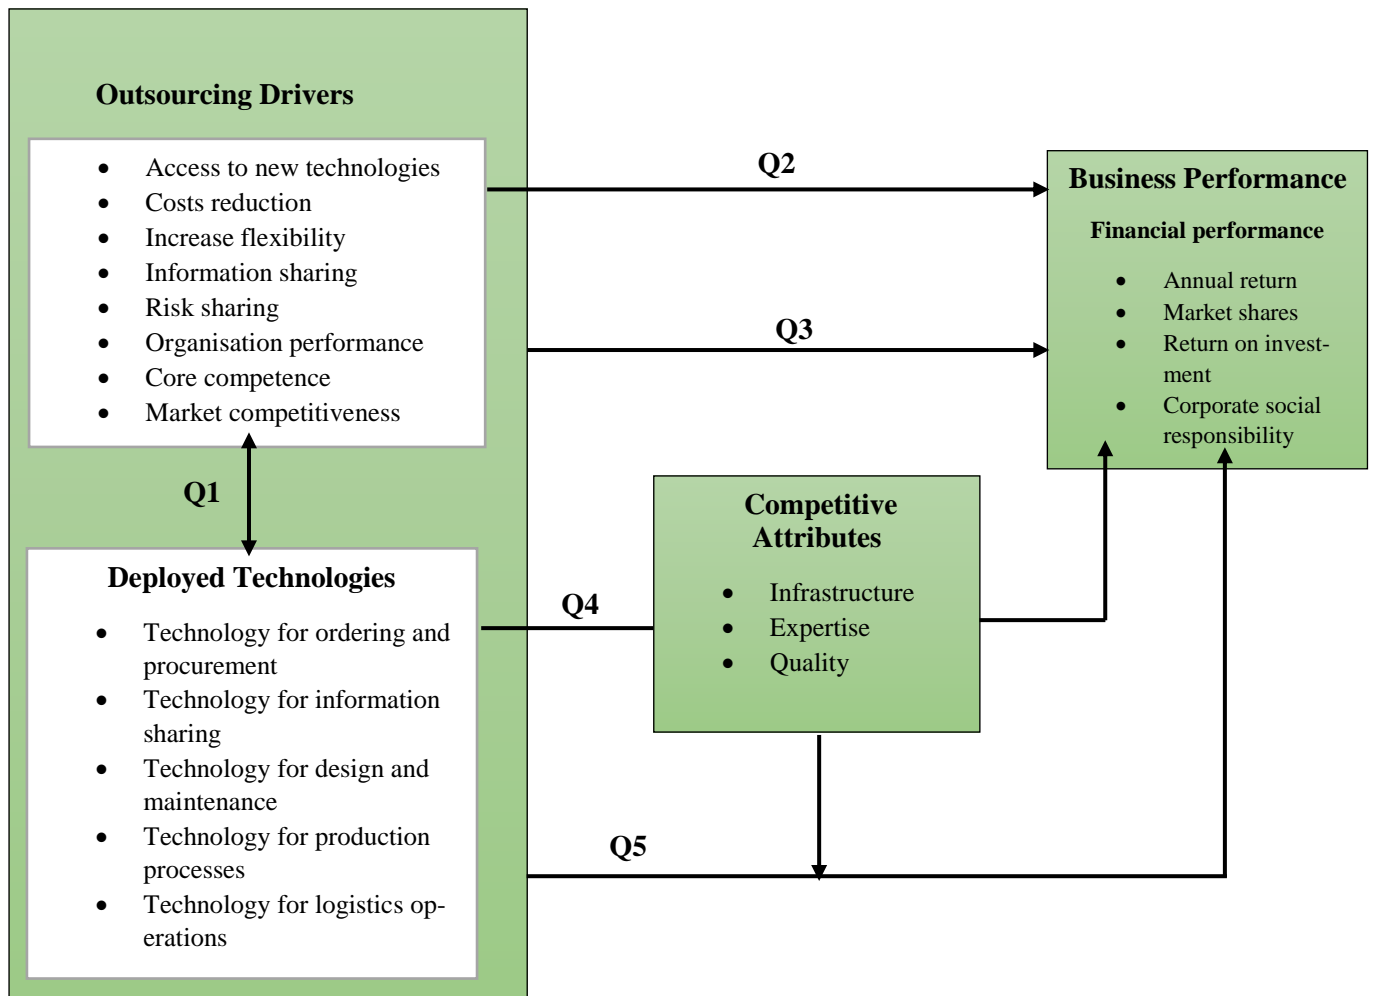 Outsourcing Drivers
• Access to new technologies
• Costs reduction
• Increase flexibility
• Information sharing
• Risk sharing
• Organisation performance
• Core competence
• Market competitiveness
Q1
Deployed Technologies
• Technology for ordering and
procurement
• Technology for information
sharing
• Technology for design and
maintenance
• Technology for production
processes
• Technology for logistics op-
erations
Q2
Q3
Q4
Q5
Competitive
Attributes
• Infrastructure
• Expertise
• Quality
Business Performance
Financial performance
• Annual return
• Market shares
• Return on invest-
ment
• Corporate social
responsibility